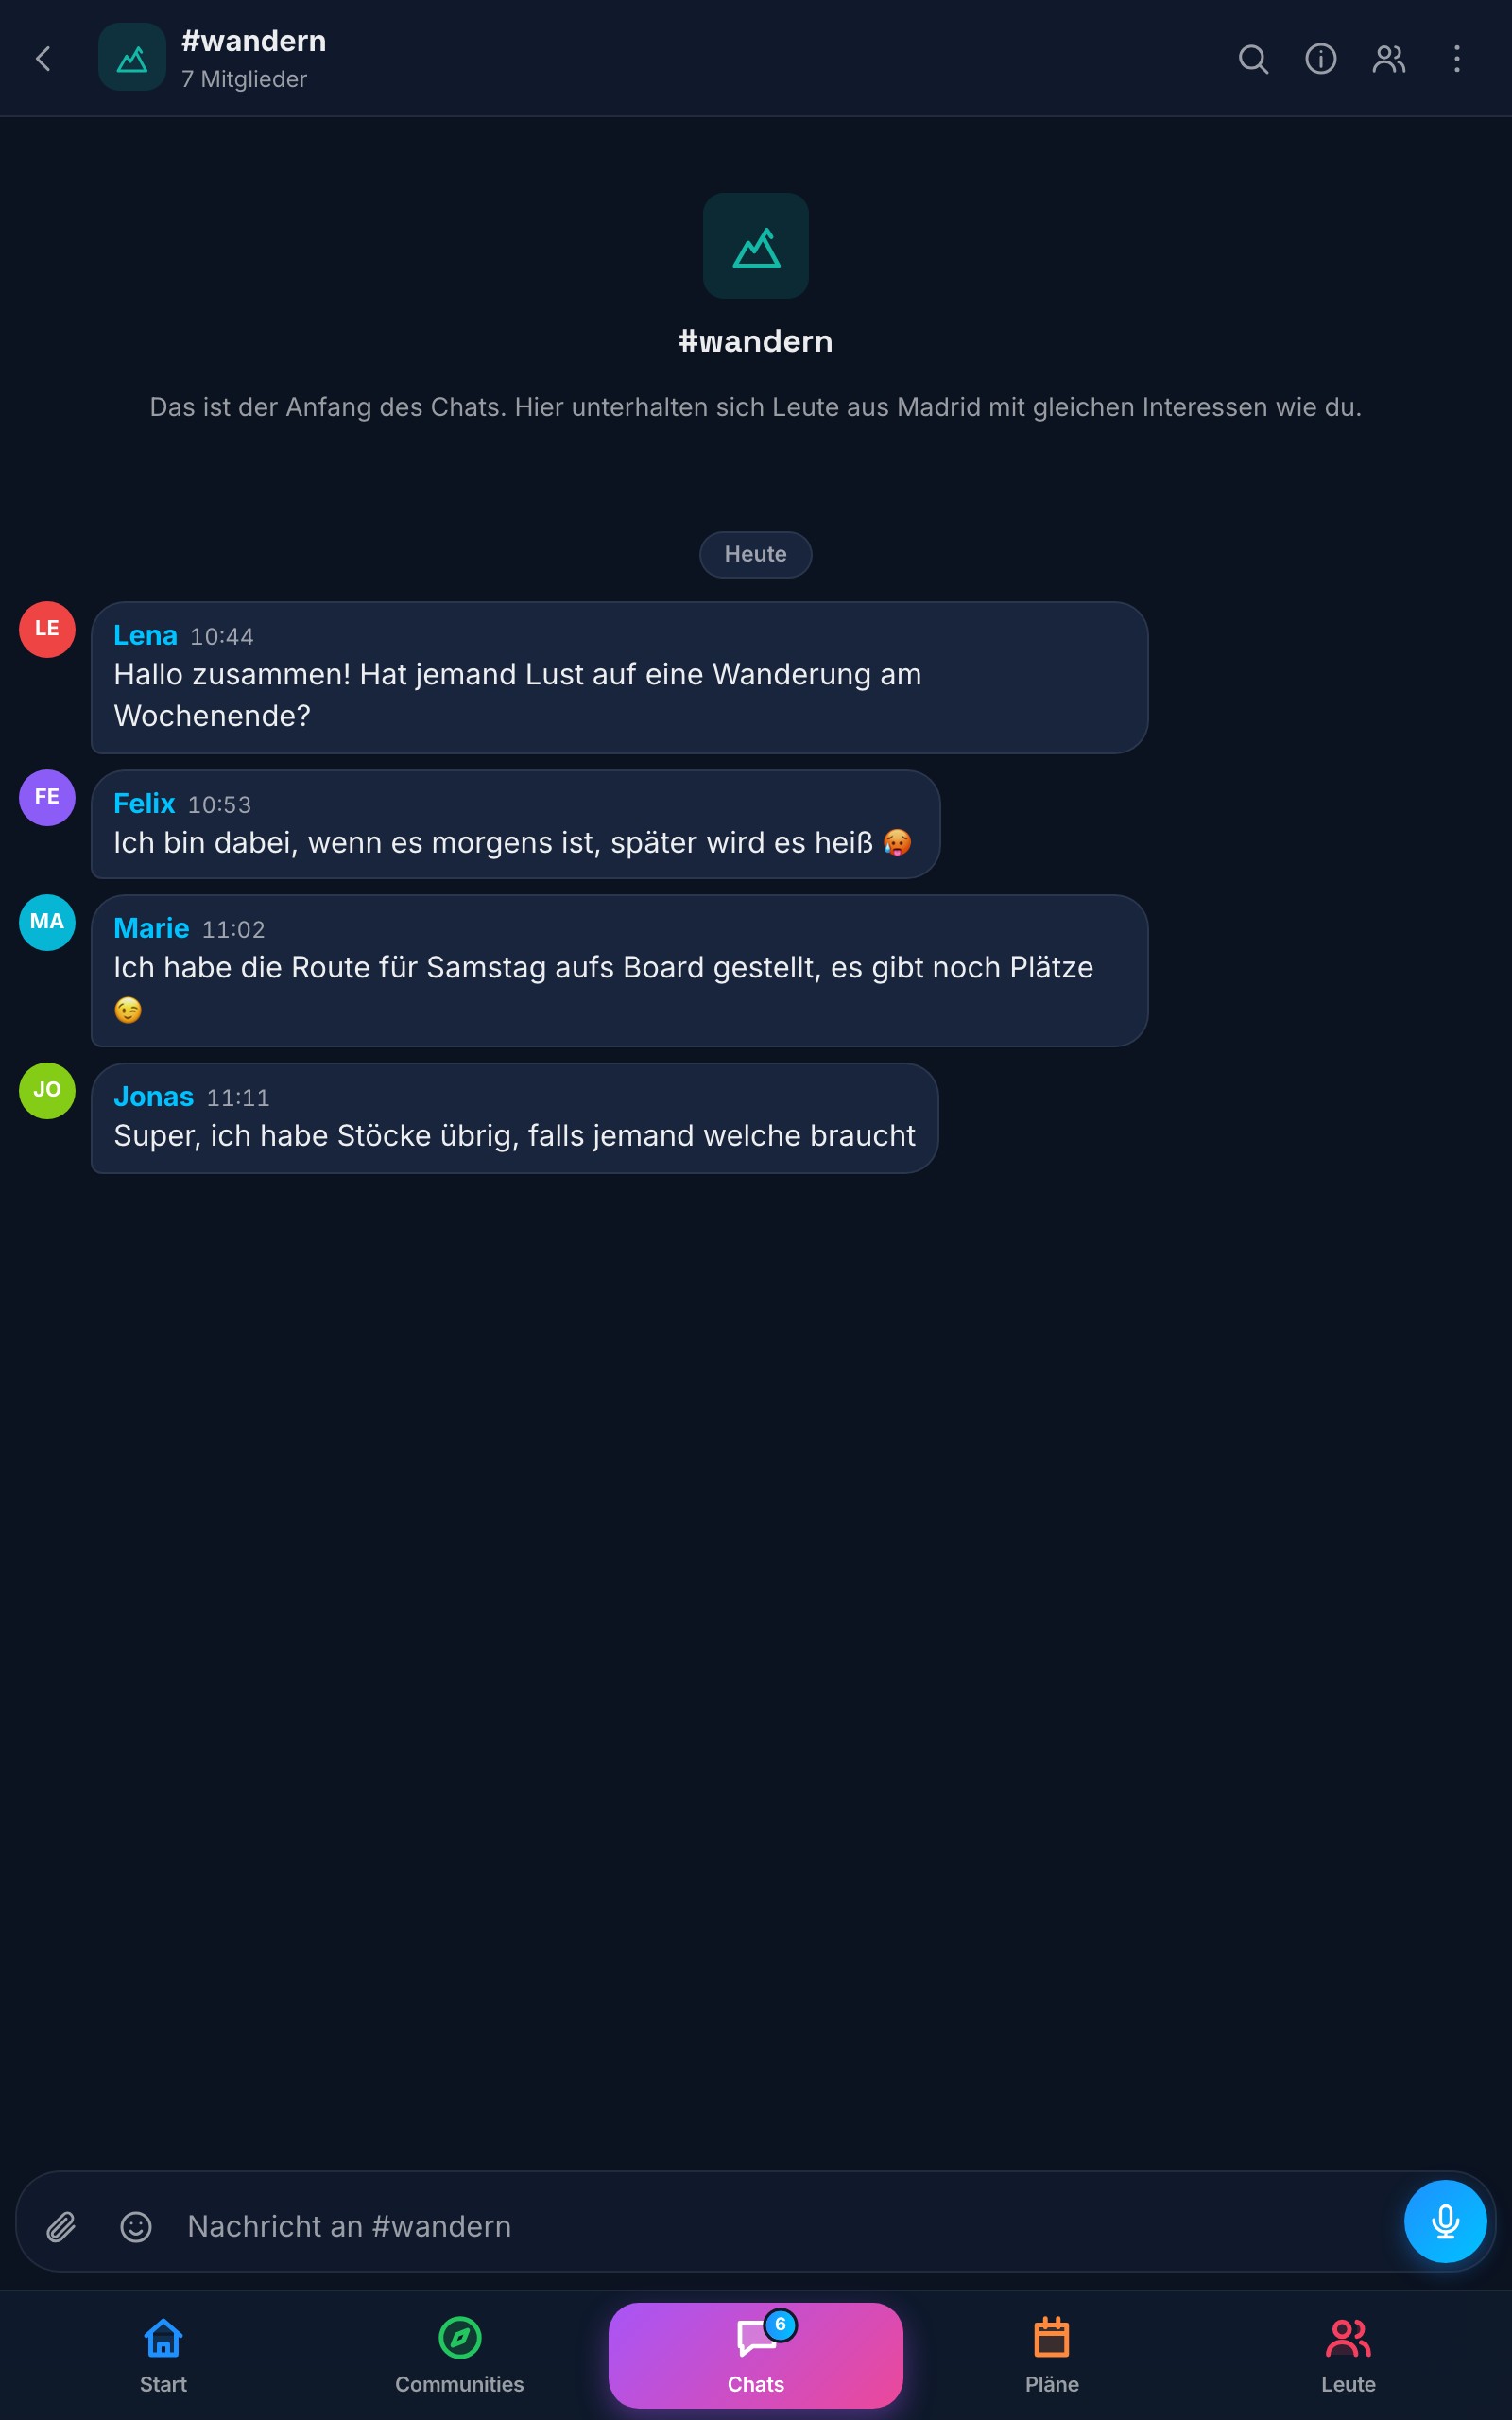 #wandern
7 Mitglieder
#wandern
Das ist der Anfang des Chats. Hier unterhalten sich Leute aus Madrid mit gleichen Interessen wie du.
Heute
LE
Lena 10:44
Hallo zusammen! Hat jemand Lust auf eine Wanderung am
Wochenende?
FE
Felix 10:53
Ich bin dabei, wenn es morgens ist, später wird es heiß 🥵
MA
Marie 11:02
Ich habe die Route für Samstag aufs Board gestellt, es gibt noch Plätze
😉
JO
Jonas 11:11
Super, ich habe Stöcke übrig, falls jemand welche braucht
Nachricht an #wandern
6
Start
Communities
Chats
Pläne
Leute